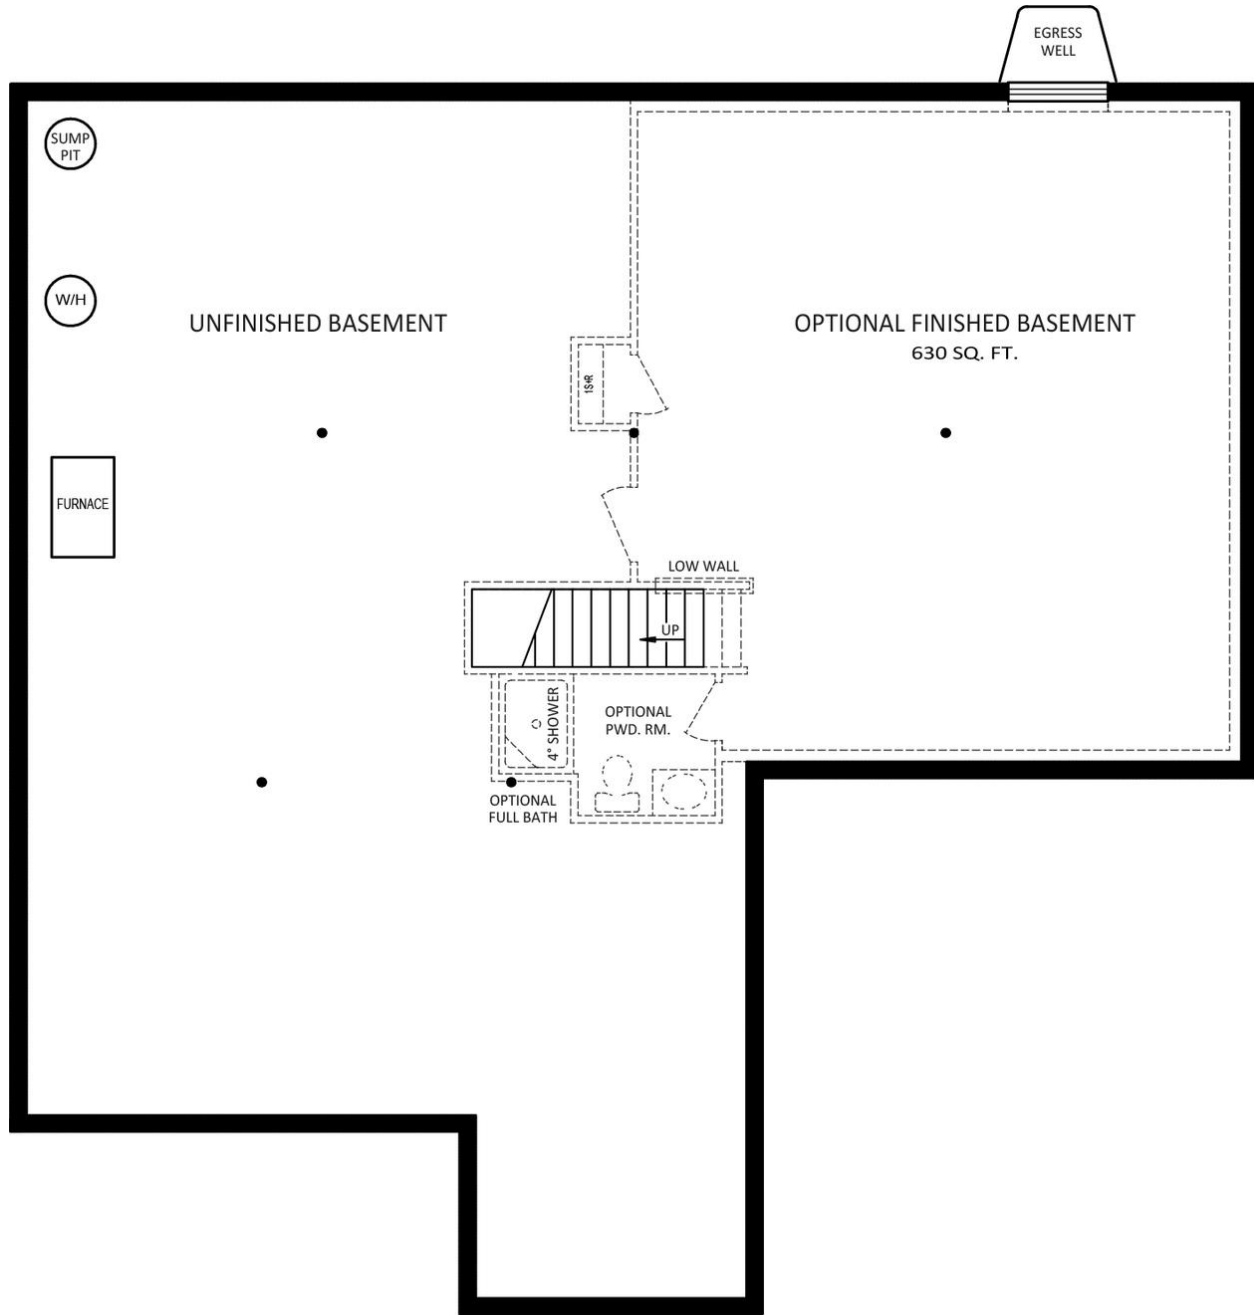 EGRESS
WELL
SUMP
PIT
W/H
UNFINISHED BASEMENT
OPTIONAL FINISHED BASEMENT
630 SQ. FT.
1S+R
FURNACE
LOW WALL
UP
4° SHOWER
OPTIONAL
PWD. RM.
OPTIONAL
FULL BATH